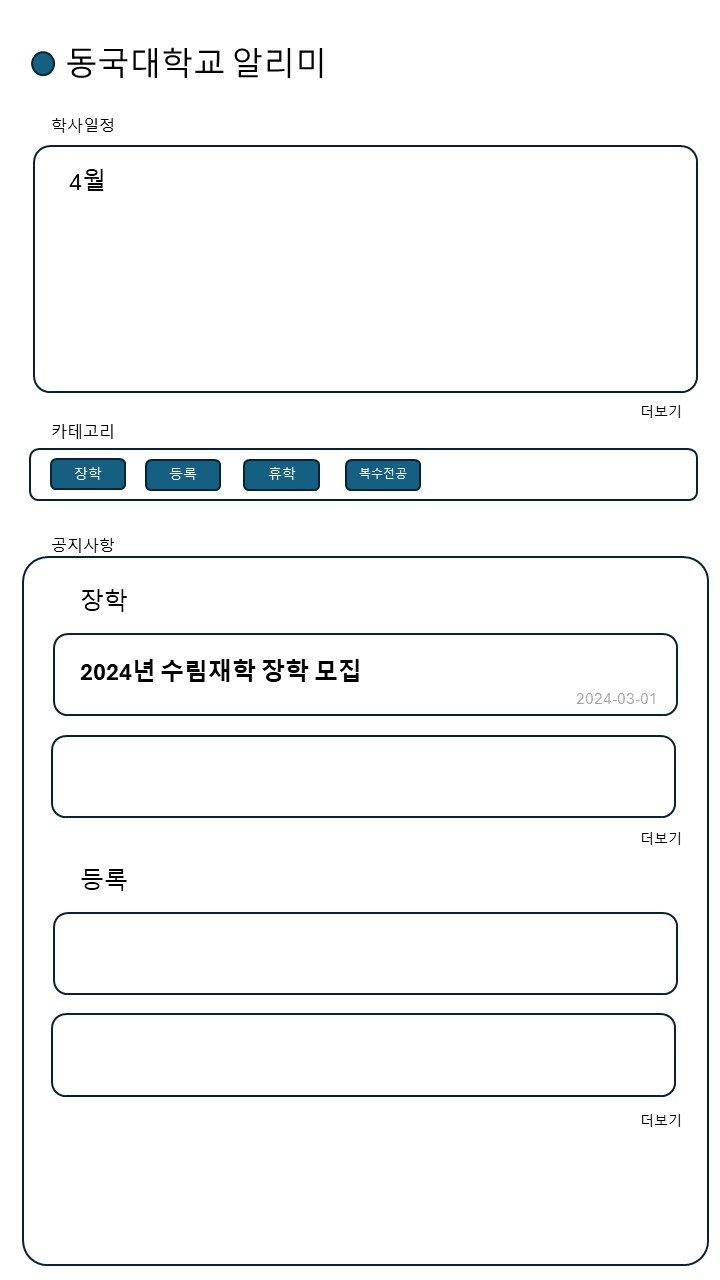 동국대학교 알리미
학사일정
4월
더보기
카테고리
장학 등록 휴학 복수전공
공지사항
장학
2024년 수림재학 장학 모집
2024-03-01
더보기
등록
더보기